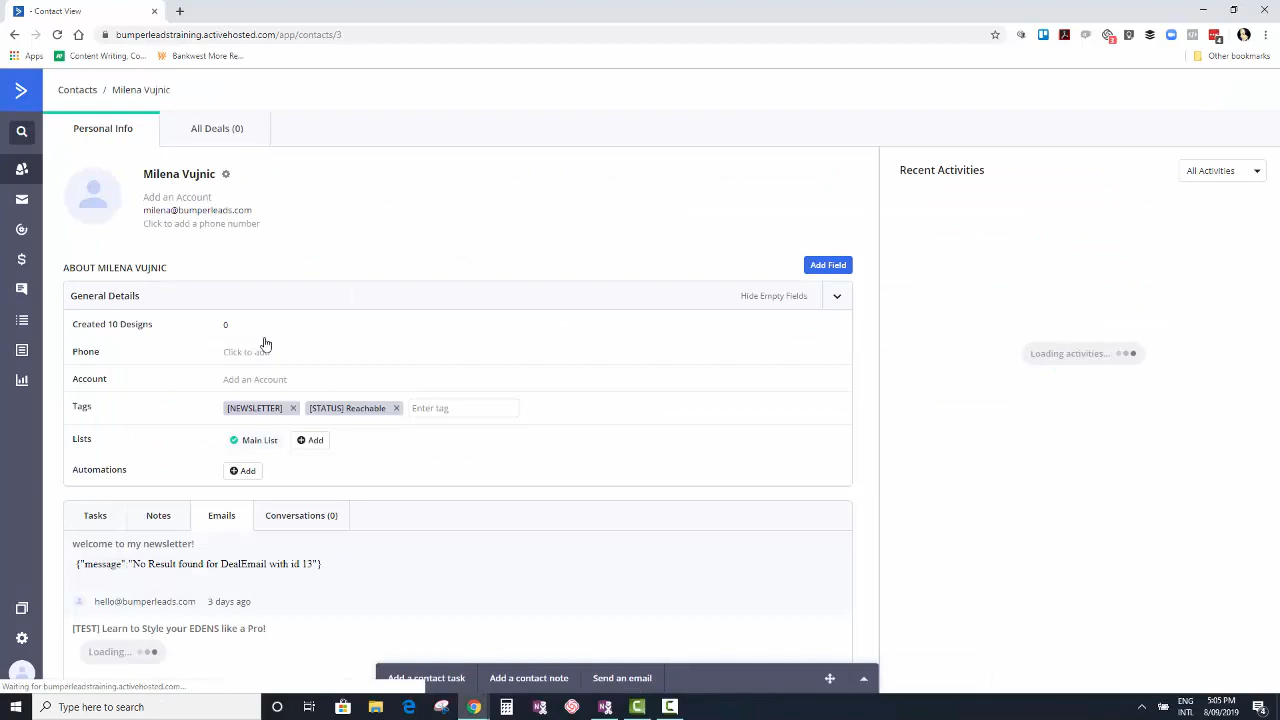 - Contact View
bumperleadstraining.activehosted.com/app/contacts/3
Apps
Content Writing, Co...
Bankwest More Re...
Other bookmarks
Contacts / Milena Vujnic
Personal Info
All Deals (0)
Milena Vujnic
Add an Account
milena@bumperleads.com
Click to add a phone number
Recent Activities
All Activities
ABOUT MILENA VUJNIC
Add Field
General Details
Hide Empty Fields
Created 10 Designs
0
Phone
Click to add
Account
Add an Account
Tags
[NEWSLETTER]
[STATUS] Reachable
Enter tag
Lists
Main List
Add
Automations
Add
Loading activities...
Tasks
Notes
Emails
Conversations (0)
welcome to my newsletter!
{"message":"No Result found for DealEmail with id 13"}
hello@bumperleads.com
3 days ago
[TEST] Learn to Style your EDENS like a Pro!
Loading...
Add a contact task
Add a contact note
Send an email
Waiting for bumperleadstraining.activehosted.com...
Type here to search
ENG
INTL
5:05 PM
8/09/2019